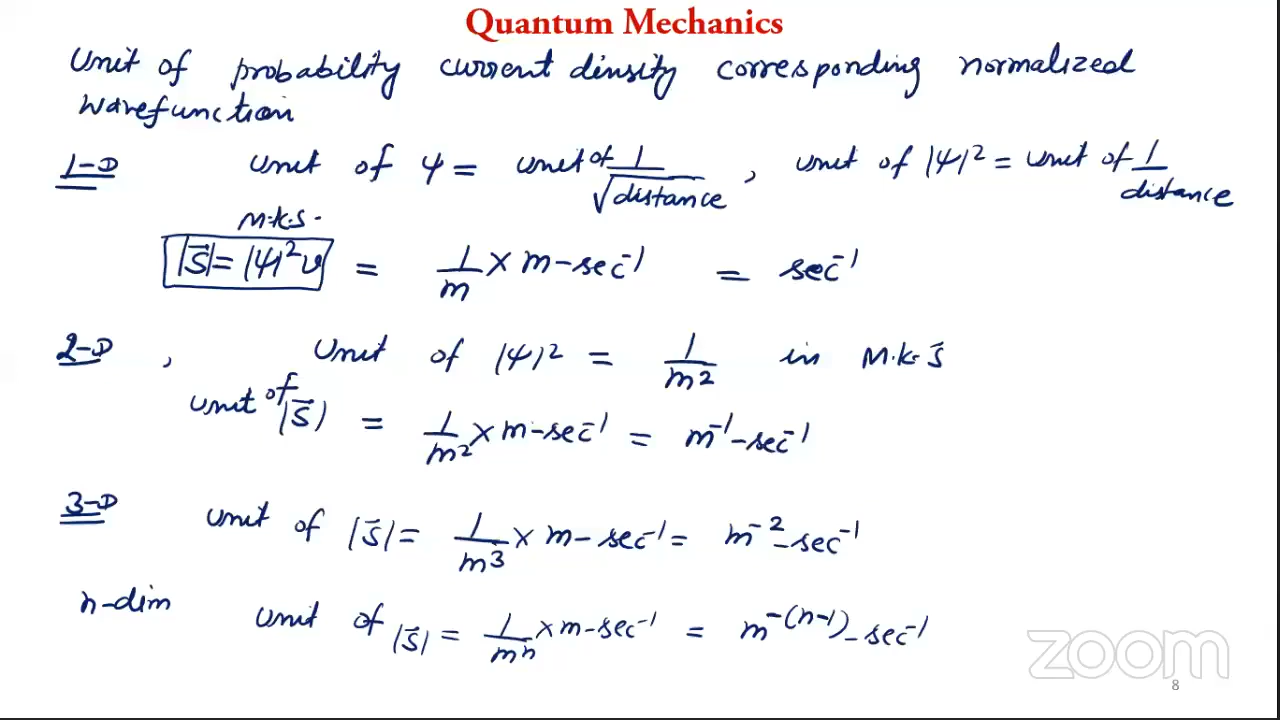 Quantum Mechanics
Unit of probability current density corresponding normalized
wavefunction
1-D unit of ψ = unit of 1/√distance , unit of |ψ|² = unit of 1/distance
M.K.S.
|S⃗| = |ψ|²v = 1/m × m-sec⁻¹ = sec⁻¹
2-D , Unit of |ψ|² = 1/m² in M.K.S
unit of |S⃗| = 1/m² × m-sec⁻¹ = m⁻¹-sec⁻¹
3-D unit of |S⃗| = 1/m³ × m-sec⁻¹ = m⁻²-sec⁻¹
n-dim unit of |S⃗| = 1/mⁿ × m-sec⁻¹ = m⁻⁽ⁿ⁻¹⁾-sec⁻¹
zoom
8